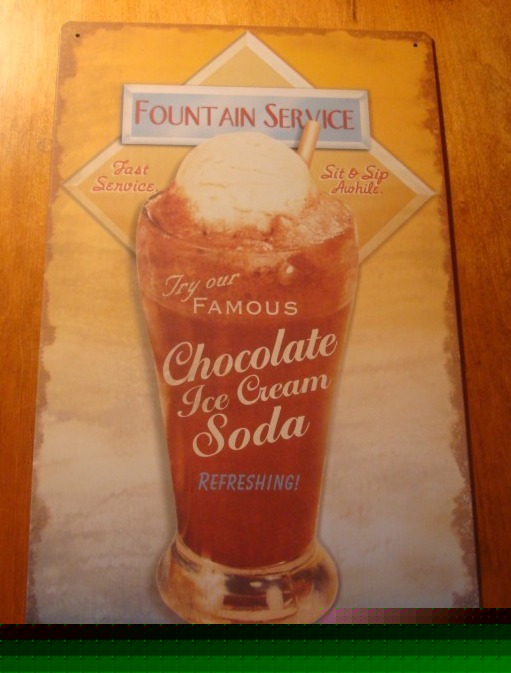 FOUNTAIN SERVICE
Fast
Service.
Sit & Sip
Awhile.
Try our
FAMOUS
Chocolate
Ice Cream
Soda
REFRESHING!